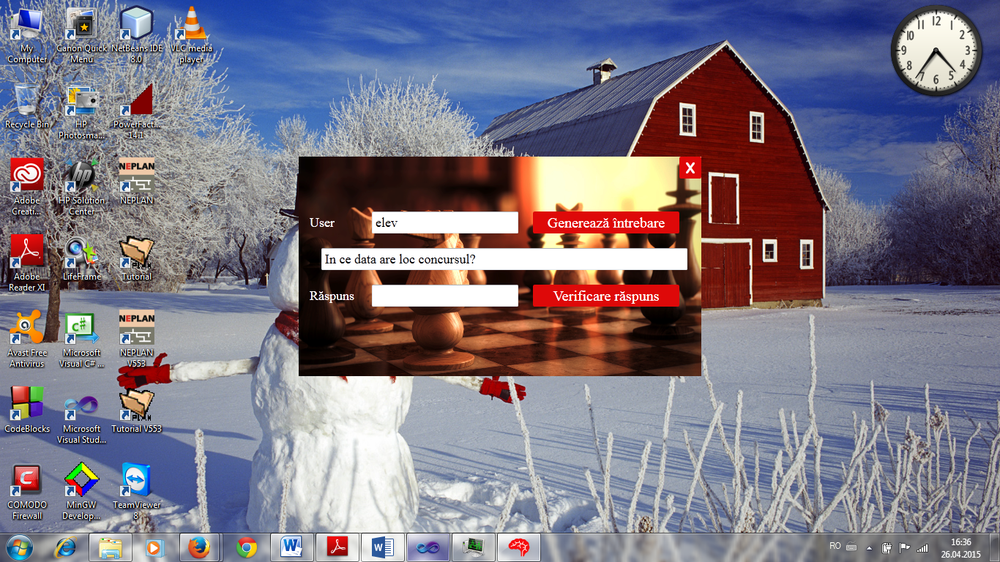 My
Computer
Canon Quick
Menu
NetBeans IDE
8.0
VLC media
player
Recycle Bin
HP
Photosma...
PowerFact...
14.1
Adobe
Creati...
HP Solution
Center
NEPLAN
NEPLAN
Adobe
Reader XI
LifeFrame
Tutorial
Avast Free
Antivirus
Microsoft
Visual C# ...
NEPLAN
NEPLAN
V553
CodeBlocks
Microsoft
Visual Stud...
Tutorial V553
COMODO
Firewall
MinGW
Develop...
TeamViewer
8
12 1 2 3 4 5 6 7 8 9 10 11
X
User
elev
Generează întrebare
In ce data are loc concursul?
Răspuns
Verificare răspuns
RO
16:36
26.04.2015